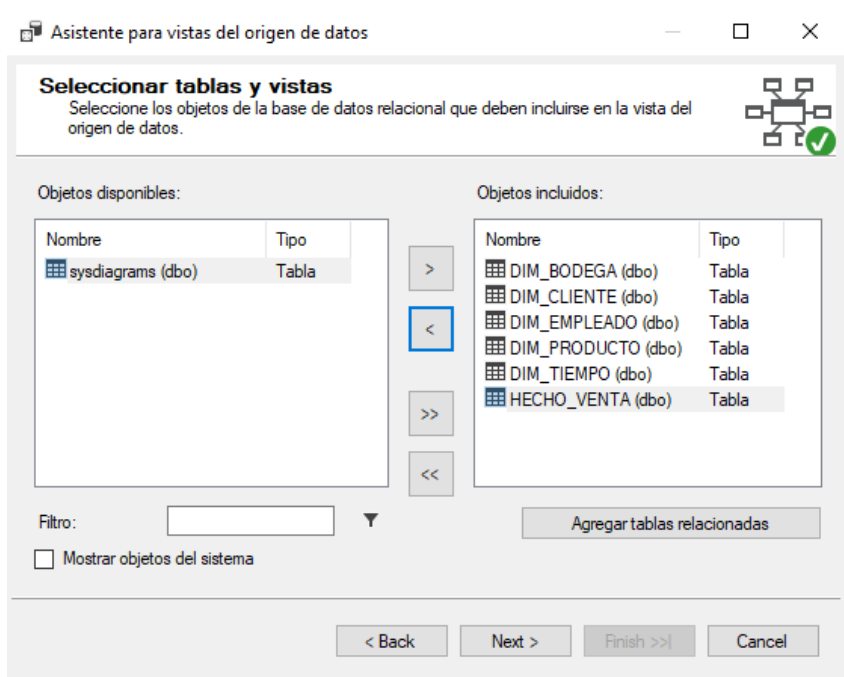 Asistente para vistas del origen de datos
Seleccionar tablas y vistas
Seleccione los objetos de la base de datos relacional que deben incluirse en la vista del
origen de datos.
Objetos disponibles:
Nombre Tipo
sysdiagrams (dbo) Tabla
>
<
>>
<<
Objetos incluidos:
Nombre Tipo
DIM_BODEGA (dbo) Tabla
DIM_CLIENTE (dbo) Tabla
DIM_EMPLEADO (dbo) Tabla
DIM_PRODUCTO (dbo) Tabla
DIM_TIEMPO (dbo) Tabla
HECHO_VENTA (dbo) Tabla
Filtro:
Agregar tablas relacionadas
Mostrar objetos del sistema
< Back Next > Finish >>| Cancel